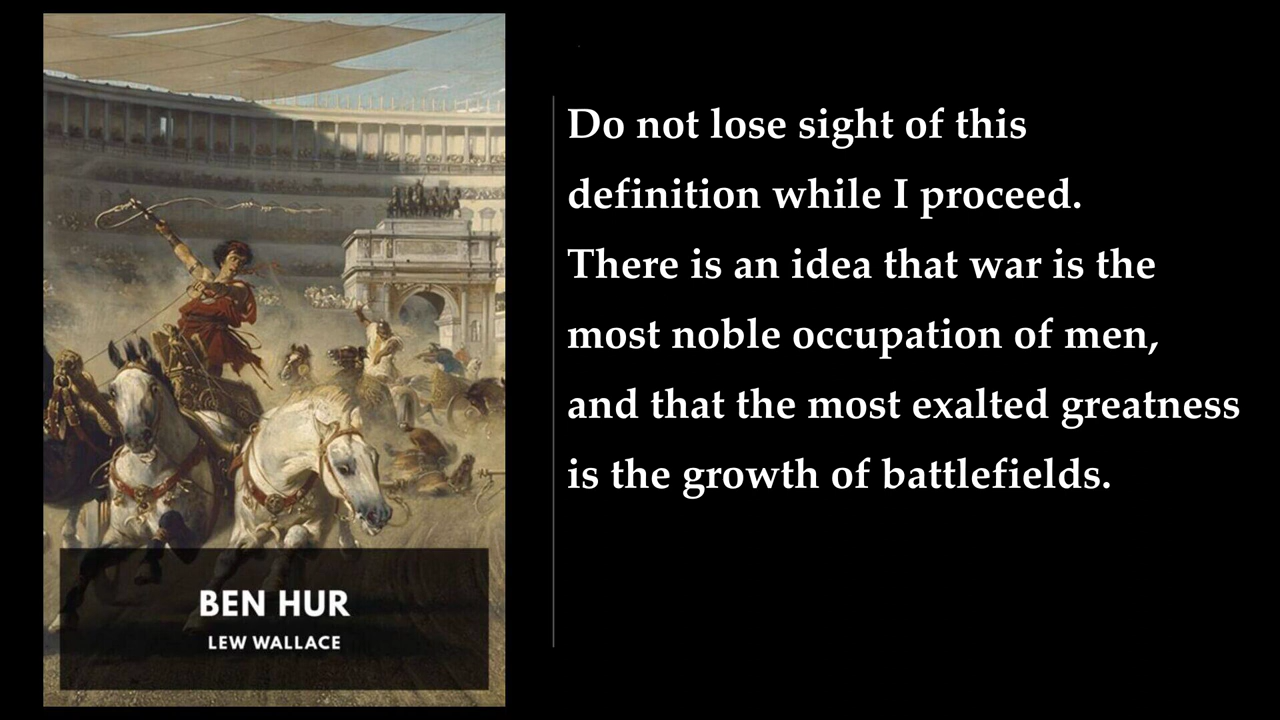 BEN HUR
LEW WALLACE
Do not lose sight of this
definition while I proceed.
There is an idea that war is the
most noble occupation of men,
and that the most exalted greatness
is the growth of battlefields.